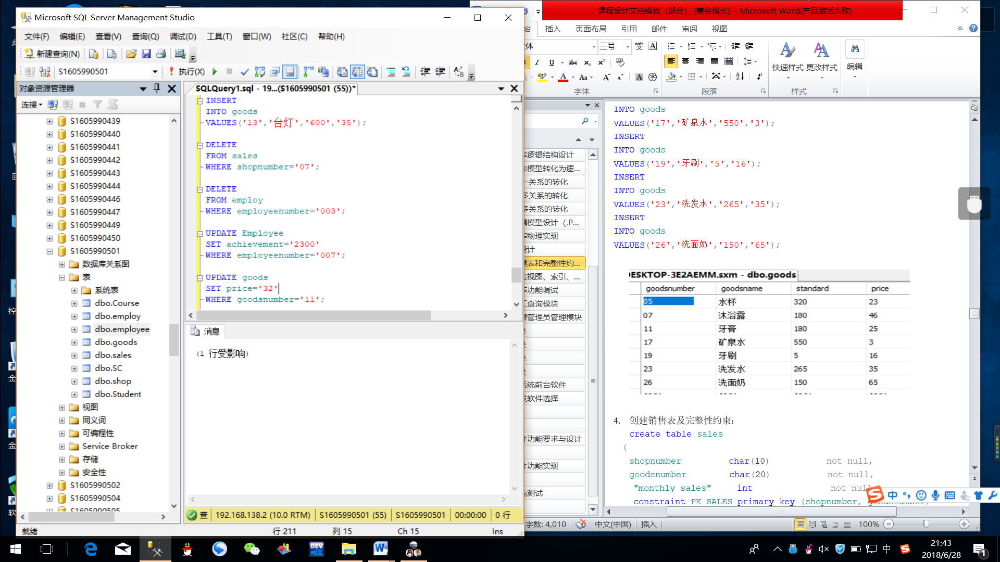 Microsoft SQL Server Management Studio
文件(F) 编辑(E) 查看(V) 查询(Q) 调试(D) 工具(T) 窗口(W) 社区(C) 帮助(H)
新建查询(N)
S1605990501 执行(X)
对象资源管理器
连接
S1605990439
S1605990440
S1605990441
S1605990442
S1605990443
S1605990444
S1605990446
S1605990447
S1605990449
S1605990450
S1605990501
数据库关系图
表
系统表
dbo.Course
dbo.employ
dbo.employee
dbo.goods
dbo.sales
dbo.SC
dbo.shop
dbo.Student
视图
同义词
可编程性
Service Broker
存储
安全性
S1605990502
S1605990504
S1605990505
SQLQuery1.sql - 19...(S1605990501 (55))*
INSERT
INTO goods
VALUES('13','台灯','600','35');
DELETE
FROM sales
WHERE shopnumber='07';
DELETE
FROM employ
WHERE employeenumber='003';
UPDATE Employee
SET achievement='2300'
WHERE employeenumber='007';
UPDATE goods
SET price='32'
WHERE goodsnumber='11';
消息
(1 行受影响)
查 192.168.138.2 (10.0 RTM) S1605990501 (55) S1605990501 00:00:00 0 行
就绪 行 211 列 15 Ch 15 Ins
课程设计文档模板（部分） [兼容模式] - Microsoft Word(产品激活失败)
始 插入 页面布局 引用 邮件 审阅 视图
体 三号
快速样式 更改样式 编辑
字体 段落 样式
逻辑结构设计
模型转化为逻...
一关系的转化
多关系的转化
多关系的转化
模型设计（.P...
物理实现
设计
建表和完整性约...
建视图、索引、...
功能调试
工查询模块
售管理员管理模块
系统前台软件
发软件选择
件功能要求与设计
件功能实现
统测试
INTO goods
VALUES('17','矿泉水','550','3');
INSERT
INTO goods
VALUES('19','牙刷','5','16');
INSERT
INTO goods
VALUES('23','洗发水','265','35');
INSERT
INTO goods
VALUES('26','洗面奶','150','65');
DESKTOP-3E2AEMM.sxm - dbo.goods
goodsnumber goodsname standard price
05 水杯 320 23
07 沐浴露 180 46
11 牙膏 180 25
17 矿泉水 550 3
19 牙刷 5 16
23 洗发水 265 35
26 洗面奶 150 65
4. 创建销售表及完整性约束：
create table sales
(
shopnumber char(10) not null,
goodsnumber char(20) not null,
"monthly sales" int not null
constraint PK_SALES primary key (shopnumber, goodsnumber)
中
字数: 4,010 中文(中国) 插入 100%
DEV C++
中
21:43
2018/6/28
1